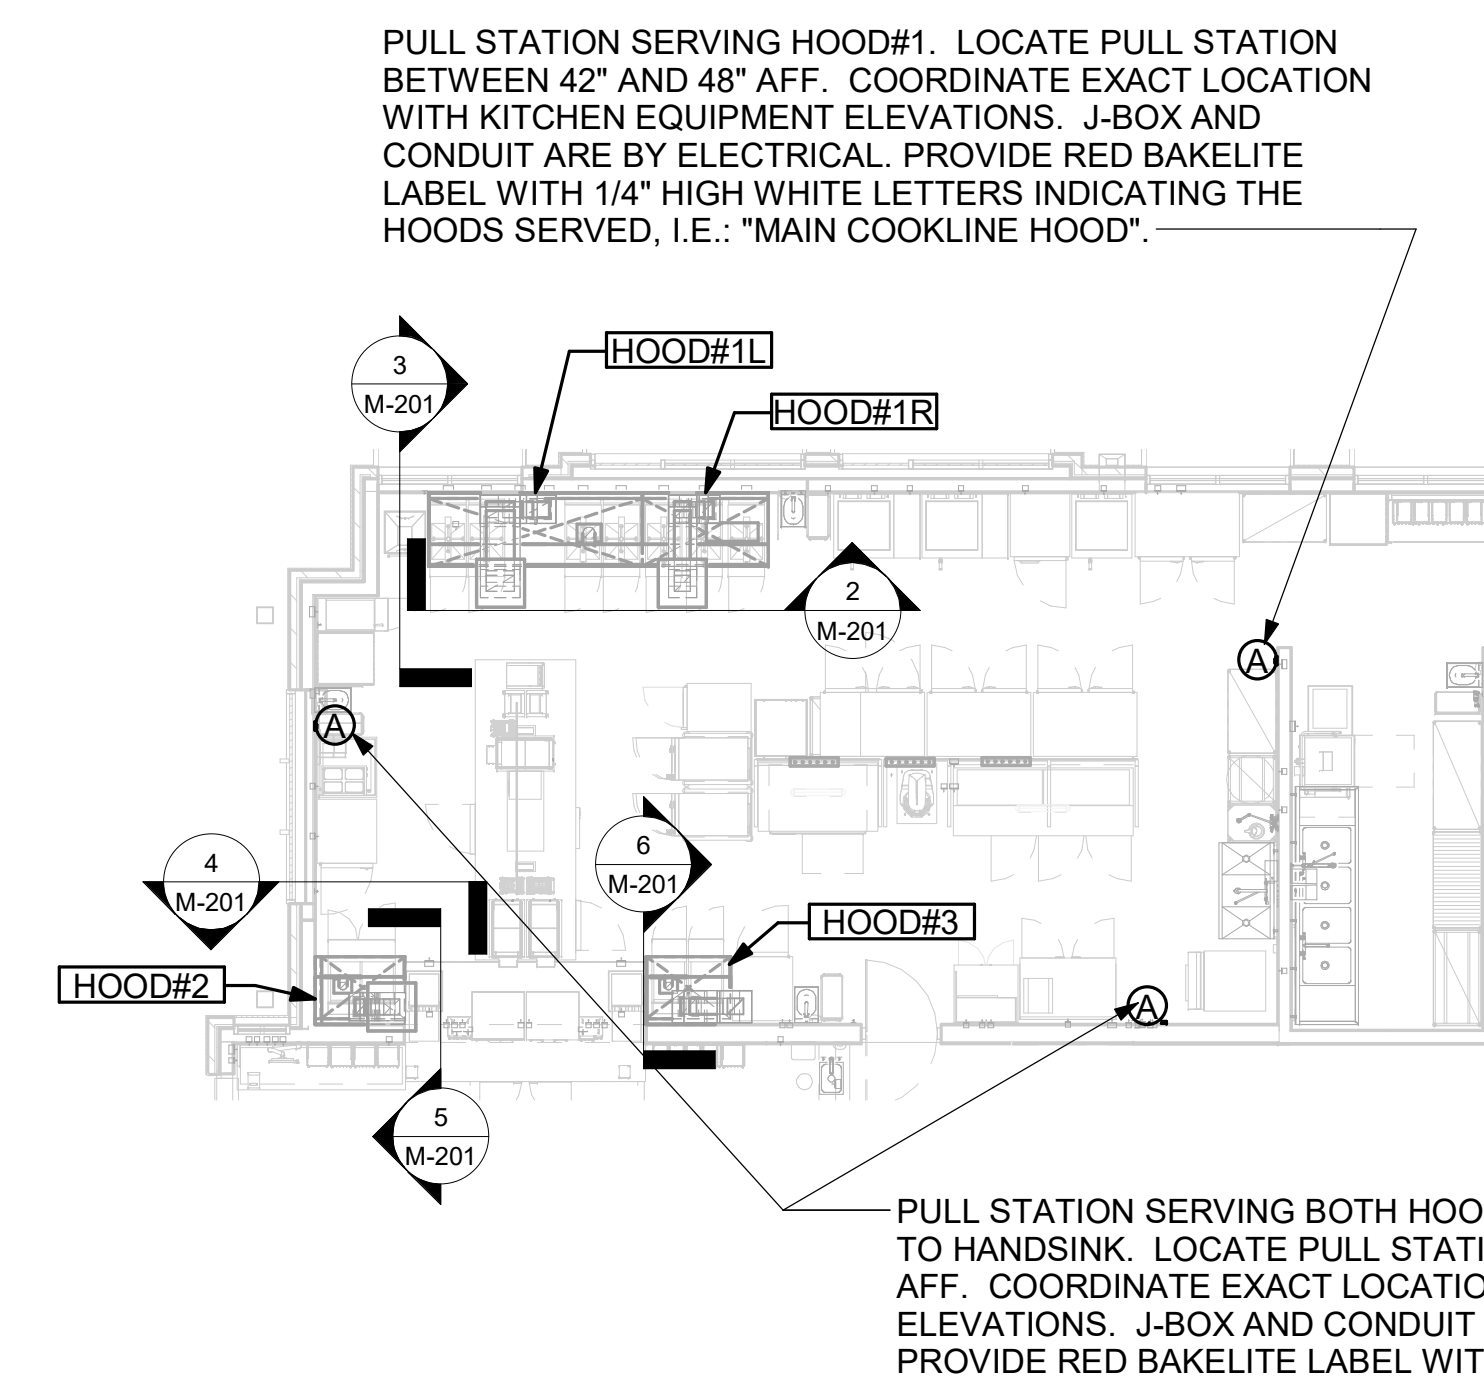 PULL STATION SERVING HOOD#1. LOCATE PULL STATION
BETWEEN 42" AND 48" AFF. COORDINATE EXACT LOCATION
WITH KITCHEN EQUIPMENT ELEVATIONS. J-BOX AND
CONDUIT ARE BY ELECTRICAL. PROVIDE RED BAKELITE
LABEL WITH 1/4" HIGH WHITE LETTERS INDICATING THE
HOODS SERVED, I.E.: "MAIN COOKLINE HOOD".
3
M-201
HOOD#1L
HOOD#1R
2
M-201
A
A
4
M-201
6
M-201
HOOD#3
HOOD#2
A
5
M-201
PULL STATION SERVING BOTH HOO
TO HANDSINK. LOCATE PULL STATI
AFF. COORDINATE EXACT LOCATIO
ELEVATIONS. J-BOX AND CONDUIT
PROVIDE RED BAKELITE LABEL WIT